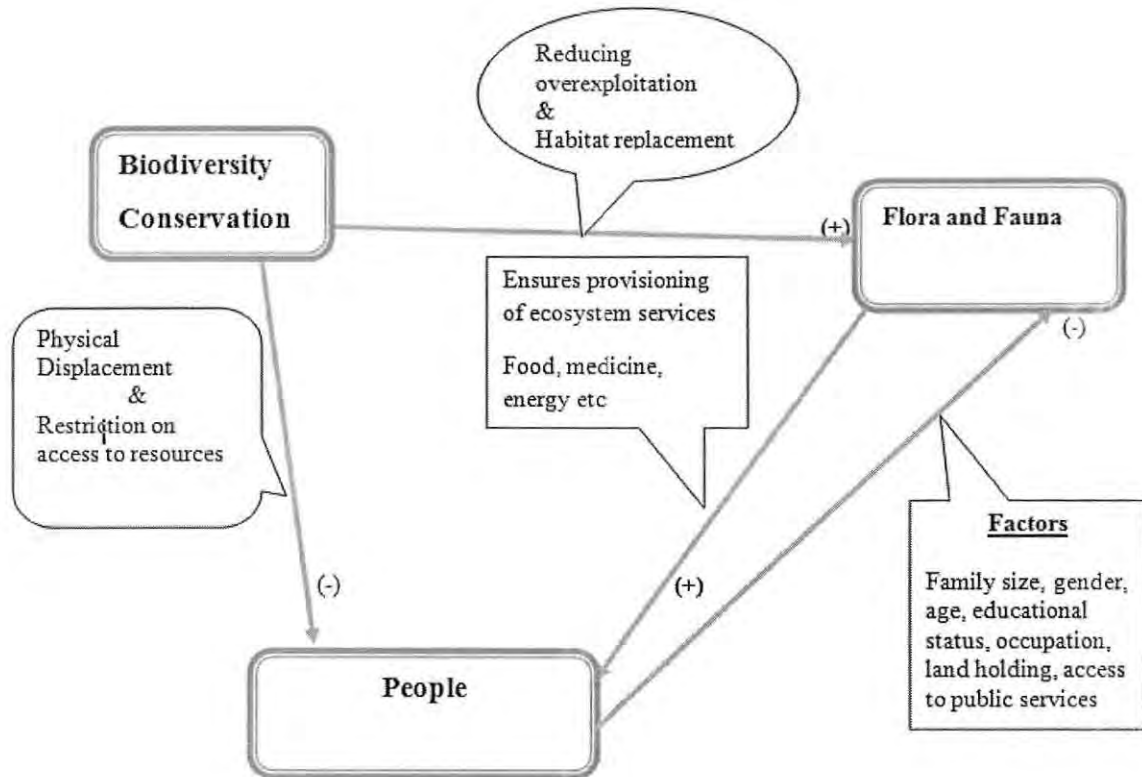 Reducing
overexploitation
&
Habitat replacement
Biodiversity
Conservation
(+)
Flora and Fauna
Ensures provisioning
of ecosystem services
Food, medicine,
energy etc
(-)
Physical
Displacement
&
Restriction on
access to resources
Factors
Family size, gender,
age, educational
status, occupation,
land holding, access
to public services
(-)
(+)
People